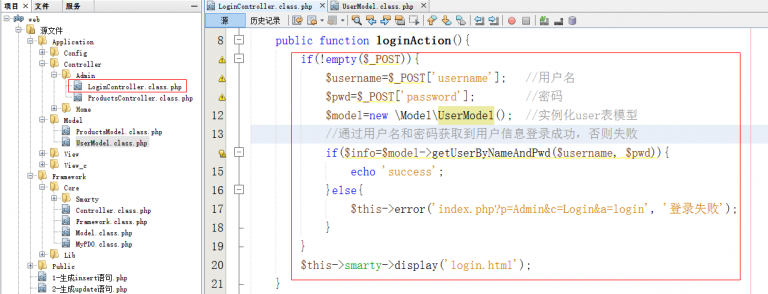 项目 文件 服务
web
源文件
Application
Config
Controller
Admin
LoginController.class.php
ProductsController.class.php
Home
Model
ProductsModel.class.php
UserModel.class.php
View
View_c
Framework
Core
Smarty
Controller.class.php
Framework.class.php
Model.class.php
MyPDO.class.php
Lib
Public
1-生成insert语句.php
2-生成update语句.php
LoginController.class.php UserModel.class.php
源 历史记录
8 public function loginAction(){
if(!empty($_POST)){
$username=$_POST['username']; //用户名
$pwd=$_POST['password']; //密码
12 $model=new \Model\UserModel(); //实例化user表模型
13 //通过用户名和密码获取到用户信息登录成功，否则失败
if($info=$model->getUserByNameAndPwd($username, $pwd)){
15 echo 'success';
16 }else{
17 $this->error('index.php?p=Admin&c=Login&a=login', '登录失败');
18 }
19 }
20 $this->smarty->display('login.html');
21 }